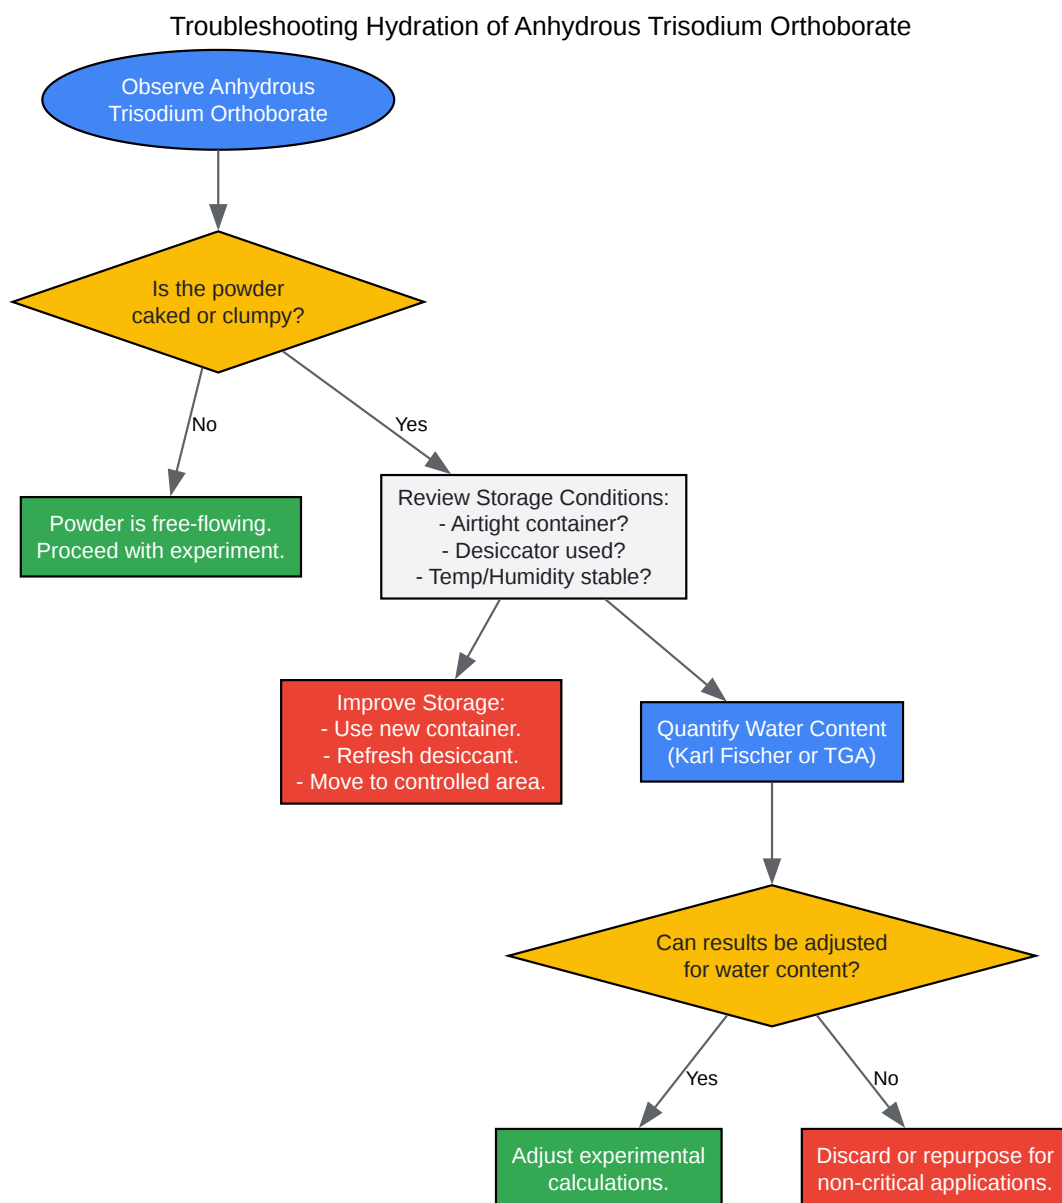 Troubleshooting Hydration of Anhydrous Trisodium Orthoborate
Observe Anhydrous
Trisodium Orthoborate
Is the powder
caked or clumpy?
No
Yes
Powder is free-flowing.
Proceed with experiment.
Review Storage Conditions:
- Airtight container?
- Desiccator used?
- Temp/Humidity stable?
Improve Storage:
- Use new container.
- Refresh desiccant.
- Move to controlled area.
Quantify Water Content
(Karl Fischer or TGA)
Can results be adjusted
for water content?
Yes
No
Adjust experimental
calculations.
Discard or repurpose for
non-critical applications.